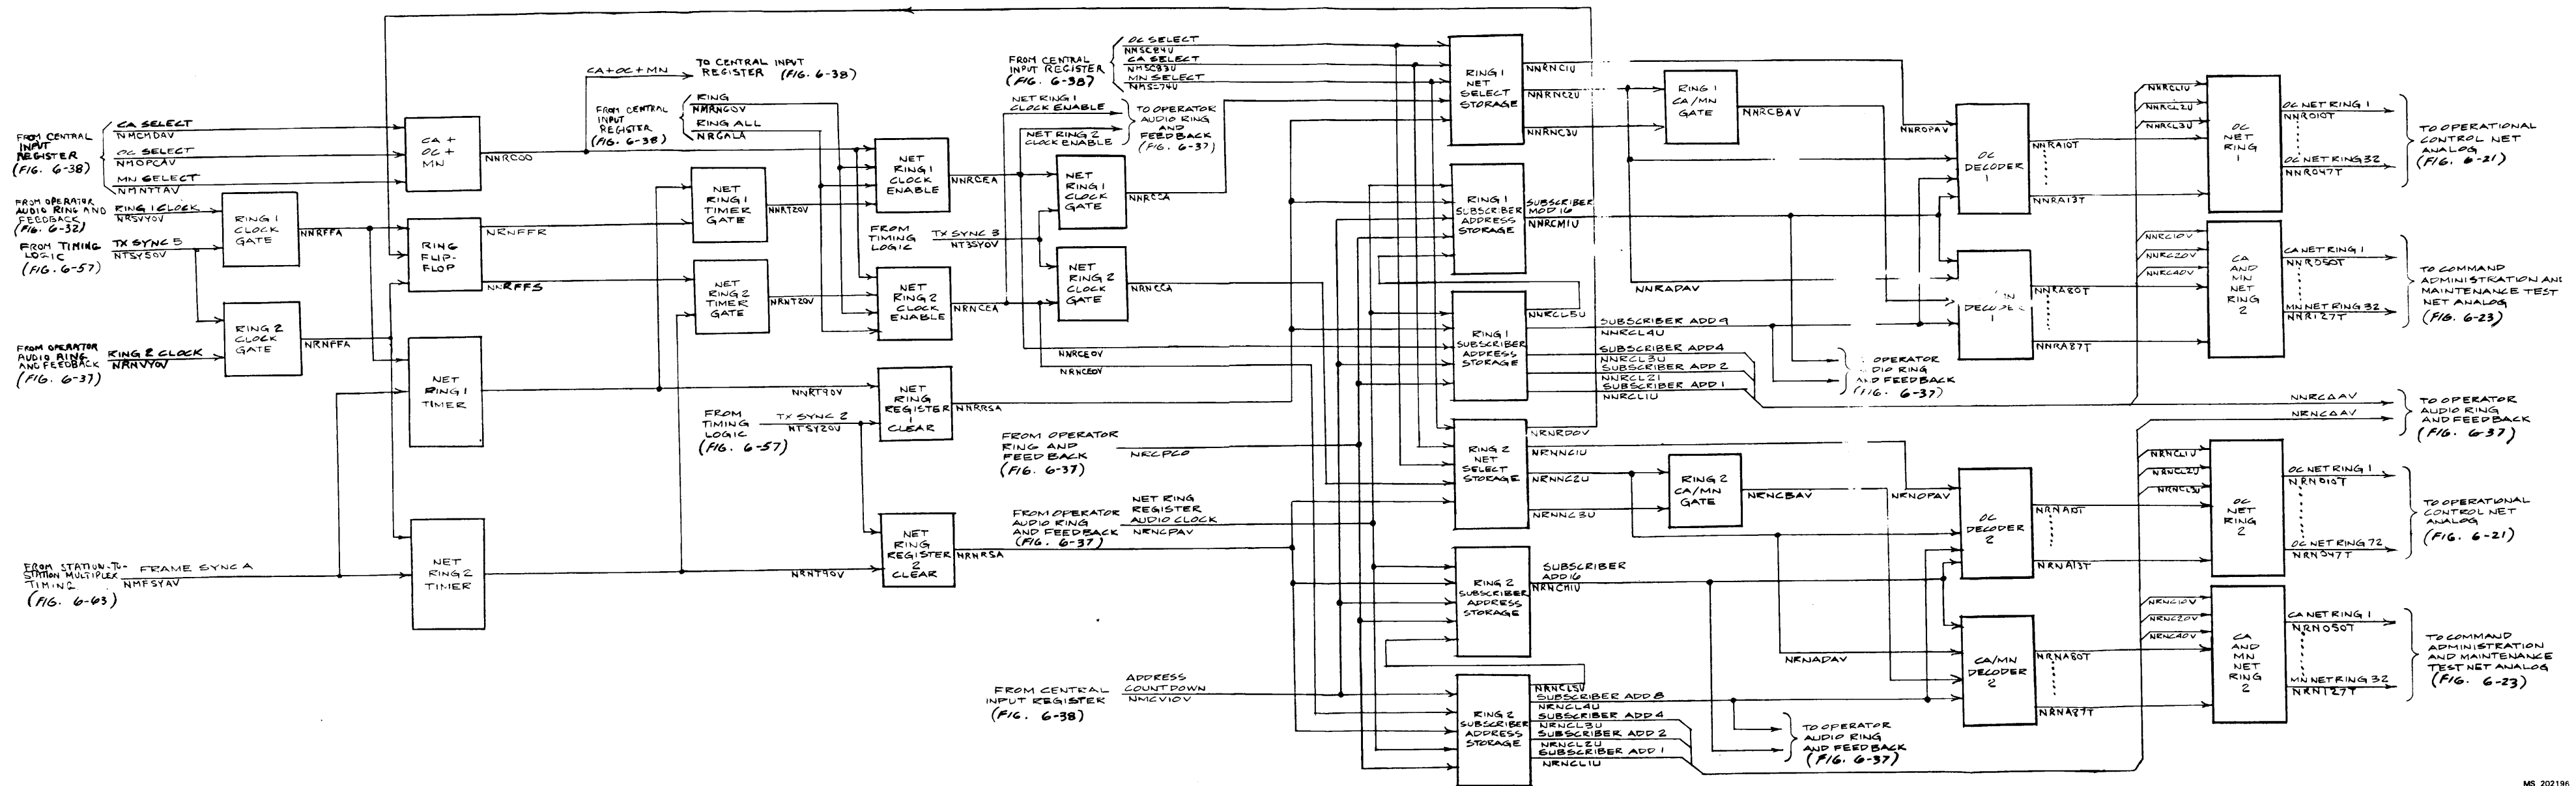 FROM CENTRAL
INPUT
REGISTER
(FIG. 6-38)
CA SELECT
NMCMDAV
OC SELECT
NMOPCAV
MN SELECT
NMNTTAV
FROM OPERATOR
AUDIO RING AND
FEEDBACK
(FIG. 6-32)
RING 1 CLOCK
NRSVYOV
FROM TIMING
LOGIC
(FIG. 6-57)
TX SYNC 5
NTSY50V
FROM OPERATOR
AUDIO RING
AND FEEDBACK
(FIG. 6-37)
RING 2 CLOCK
NRNVYOV
FROM STATION-TO-
STATION MULTIPLEX
TIMING
(FIG. 6-63)
FRAME SYNC A
NMFSYAV
RING 1
CLOCK
GATE
NNRFFA
RING 2
CLOCK
GATE
NRNFFA
CA +
OC +
MN
NNRCOO
CA+OC+MN
TO CENTRAL INPUT
REGISTER (FIG. 6-38)
RING
FLIP-
FLOP
NRNFFR
NNRFFS
NET
RING 1
TIMER
NNRT90V
NET
RING 2
TIMER
NRNT90V
FROM CENTRAL
INPUT
REGISTER
(FIG. 6-38)
RING
NMRNGOV
RING ALL
NRGALA
NET
RING 1
TIMER
GATE
NNRT20V
NET
RING 2
TIMER
GATE
NRNT20V
FROM
TIMING
LOGIC
(FIG. 6-57)
TX SYNC 2
NTSY20V
NET
RING 1
CLOCK
ENABLE
NNRCEA
NET
RING 2
CLOCK
ENABLE
NRNCEA
NET
RING
REGISTER
1
CLEAR
NNRRSA
NET
RING
REGISTER
2
CLEAR
NRNRSA
NET RING 1
CLOCK ENABLE
NET RING 2
CLOCK ENABLE
TO OPERATOR
AUDIO RING
AND
FEEDBACK
(FIG. 6-37)
FROM
TIMING
LOGIC
TX SYNC 3
NT3SYOV
NET
RING 1
CLOCK
GATE
NNRCCA
NET
RING 2
CLOCK
GATE
NRNCCA
NNRCEOV
NRNCEOV
FROM OPERATOR
RING AND
FEEDBACK
(FIG. 6-37)
NRCPCO
FROM OPERATOR
AUDIO RING
AND FEEDBACK
(FIG. 6-37)
NET RING
REGISTER
AUDIO CLOCK
NRNCPAV
FROM CENTRAL
INPUT REGISTER
(FIG. 6-38)
ADDRESS
COUNTDOWN
NMCVIOV
FROM CENTRAL
INPUT REGISTER
(FIG. 6-38)
OC SELECT
NMSC84U
CA SELECT
NMSC83U
MN SELECT
RING 1
NET
SELECT
STORAGE
NNRNC1U
NNRNC2U
NNRNC3U
RING 1
SUBSCRIBER
ADDRESS
STORAGE
SUBSCRIBER
MOD 16
NNRCM1U
RING 1
SUBSCRIBER
ADDRESS
STORAGE
NNRCL5U
SUBSCRIBER ADD 9
NNRCL4U
SUBSCRIBER ADD 4
NNRCL3U
SUBSCRIBER ADD 2
NNRCL21
SUBSCRIBER ADD 1
NNRCL1U
RING 2
NET
SELECT
STORAGE
NRNRDOV
NRNNC1U
NRNNC2U
NRNNC3U
RING 2
SUBSCRIBER
ADDRESS
STORAGE
SUBSCRIBER
ADD 16
NRNCM1U
RING 2
SUBSCRIBER
ADDRESS
STORAGE
NRNCL5U
SUBSCRIBER ADD 8
NRNCL4U
SUBSCRIBER ADD 4
NRNCL3U
SUBSCRIBER ADD 2
NRNCL2U
SUBSCRIBER ADD 1
NRNCL1U
RING 1
CA/MN
GATE
NNRCBAV
NNRADAV
RING 2
CA/MN
GATE
NRNCBAV
NRNADAV
OPERATOR
AND FEEDBACK
(FIG. 6-37)
TO OPERATOR
AUDIO RING
AND FEEDBACK
(FIG. 6-37)
NNROPAV
OC
DECODER
1
NNRA10T
NNRA13T
1
NNRA80T
NNRA87T
NRNOPAV
OC
DECODER
2
NRNA10T
NRNA13T
CA/MN
DECODER
2
NRNA80T
NRNA87T
NNRCL1U
NNRCL2U
NNRCL3U
OC
NET
RING
1
OC NET RING 1
NNRO10T
OC NET RING 32
NNRO47T
TO OPERATIONAL
CONTROL NET
ANALOG
(FIG. 6-21)
NNRC10V
NNRC20V
NNRC40V
CA
AND
MN
NET
RING
2
CA NET RING 1
NNRO50T
MN NET RING 32
NNR127T
TO COMMAND
ADMINISTRATION AND
MAINTENANCE TEST
NET ANALOG
(FIG. 6-23)
NNRCAAV
NRNCAAV
TO OPERATOR
AUDIO RING
AND FEEDBACK
(FIG. 6-37)
NRNCL1U
NRNCL2U
NRNCL3U
OC
NET
RING
2
OC NET RING 1
NRNO10T
OC NET RING 72
NRNO47T
TO OPERATIONAL
CONTROL NET
ANALOG
(FIG. 6-21)
NRNC10V
NRNC20V
NRNC40V
CA
AND
MN
NET
RING
2
CA NET RING 1
NRNO50T
MN NET RING 32
NRN127T
TO COMMAND
ADMINISTRATION
AND MAINTENANCE
TEST NET ANALOG
(FIG. 6-23)
MS 202196